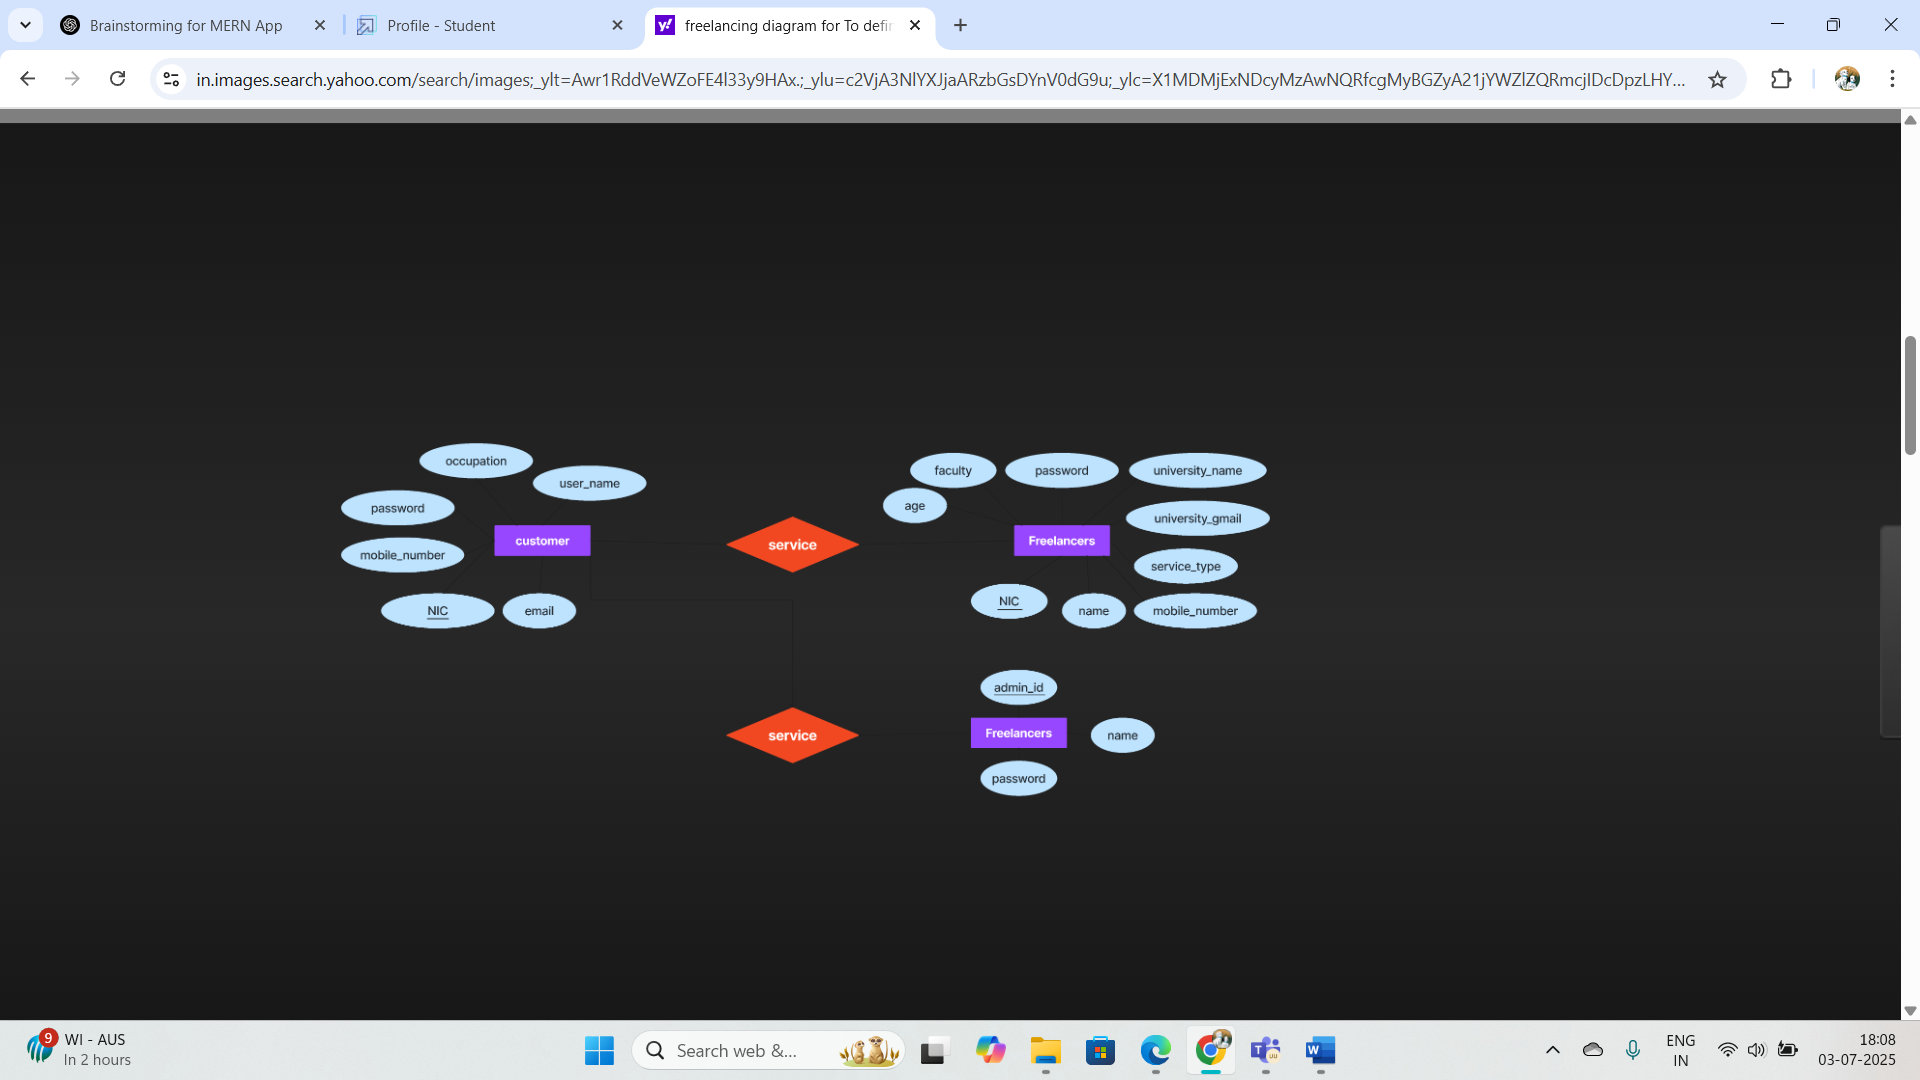 Brainstorming for MERN App
Profile - Student
freelancing diagram for To defin
in.images.search.yahoo.com/search/images;_ylt=Awr1RddVeWZoFE4l33y9HAx.;_ylu=c2VjA3NlYXJjaARzbGsDYnV0dG9u;_ylc=X1MDMjExNDcyMzAwNQRfcgMyBGZyA21jYWZlZQRmcjIDcDpzLHY...
occupation
user_name
password
customer
mobile_number
NIC
email
service
faculty
password
university_name
age
university_gmail
Freelancers
service_type
NIC
name
mobile_number
admin_id
service
Freelancers
name
password
9
WI - AUS
In 2 hours
Search web &...
ENG
IN
18:08
03-07-2025